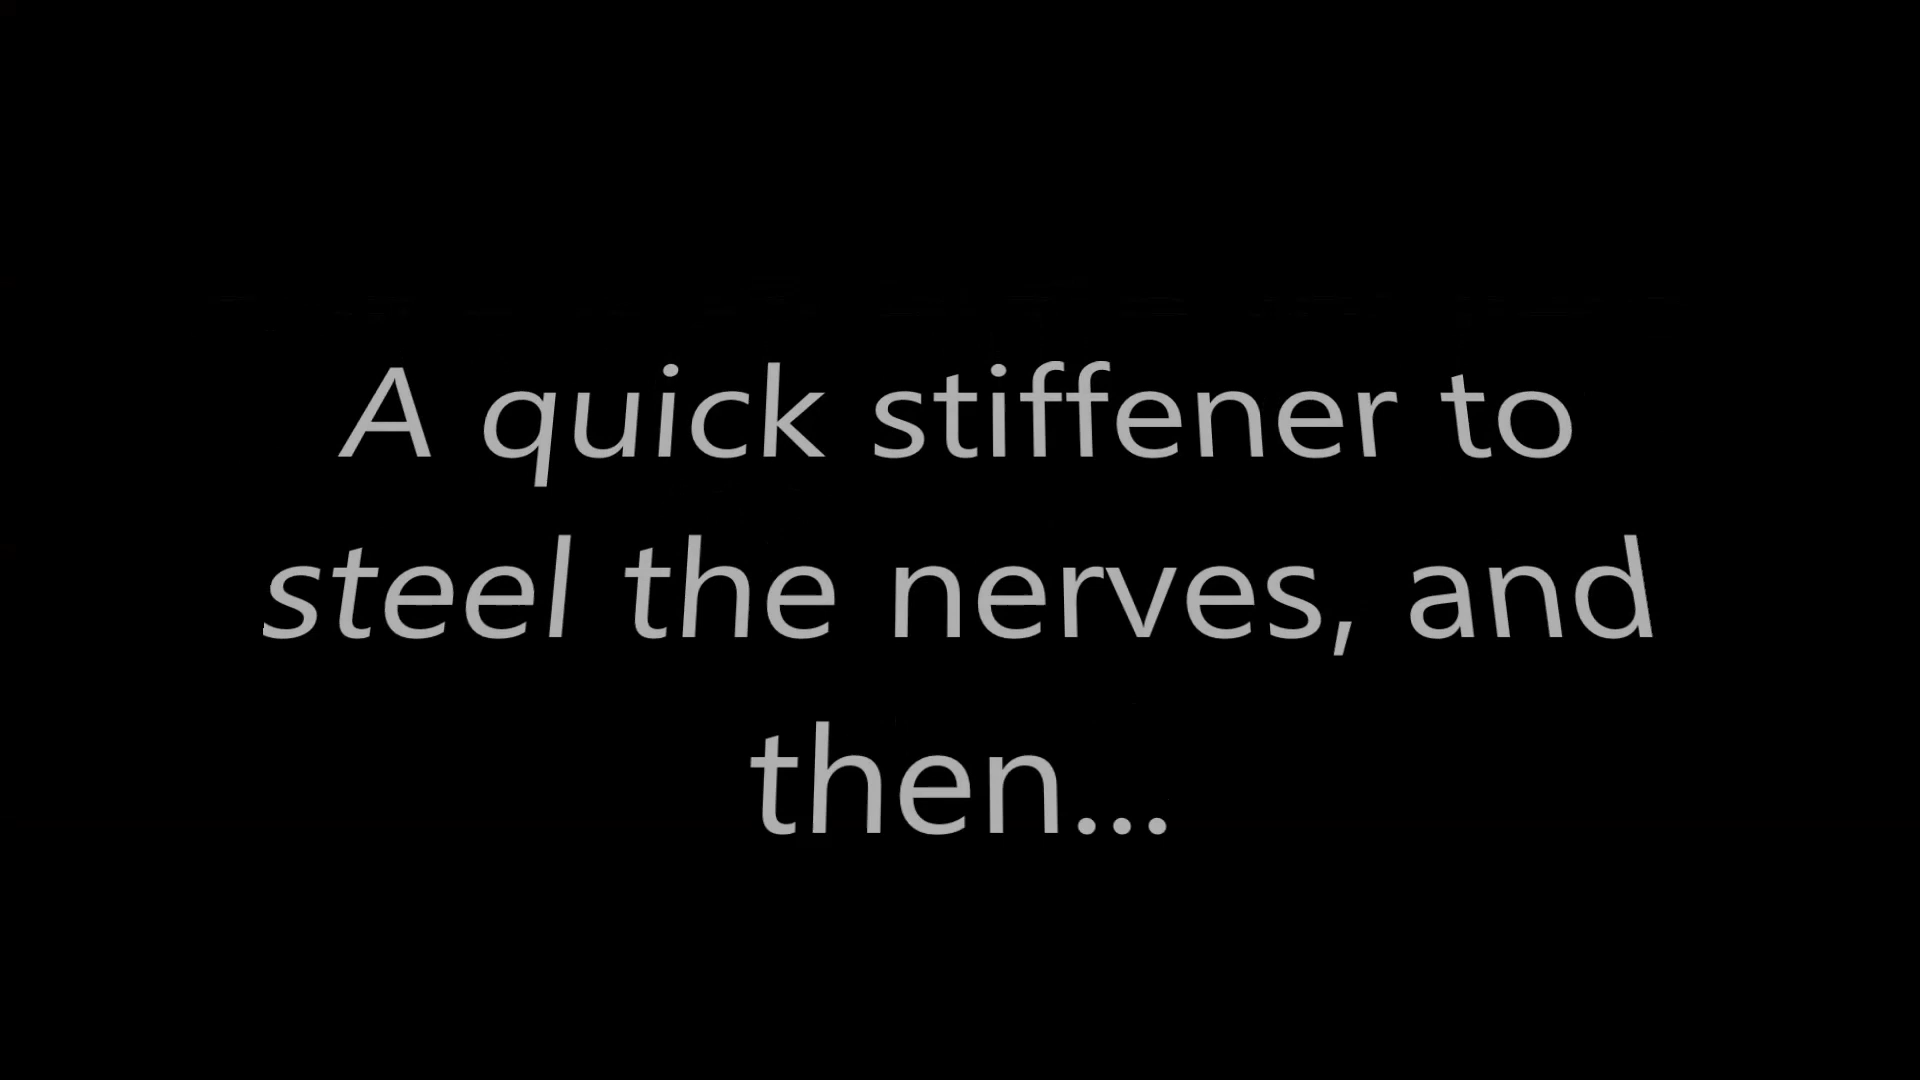 A quick stiffener to
steel the nerves, and
then...